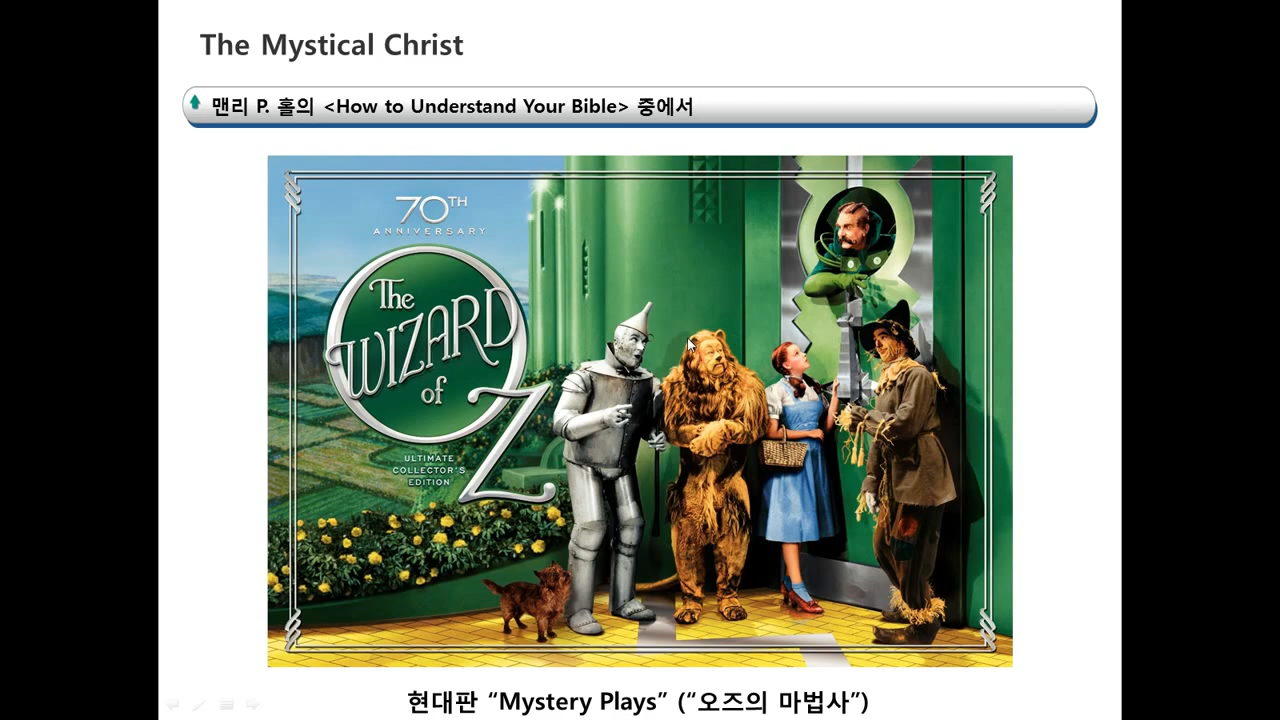 The Mystical Christ
맨리 P. 홀의 <How to Understand Your Bible> 중에서
70TH
ANNIVERSARY
The
WIZARD
of
OZ
ULTIMATE
COLLECTOR'S
EDITION
현대판 “Mystery Plays” (“오즈의 마법사”)